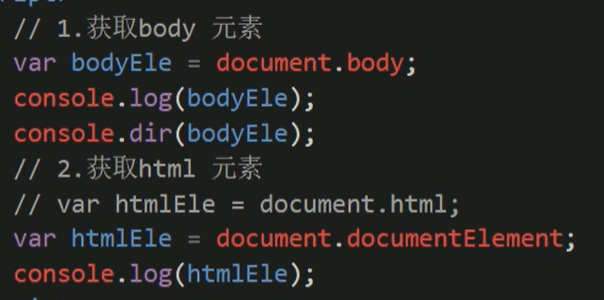 // 1.获取body 元素
var bodyEle = document.body;
console.log(bodyEle);
console.dir(bodyEle);
// 2.获取html 元素
// var htmlEle = document.html;
var htmlEle = document.documentElement;
console.log(htmlEle);